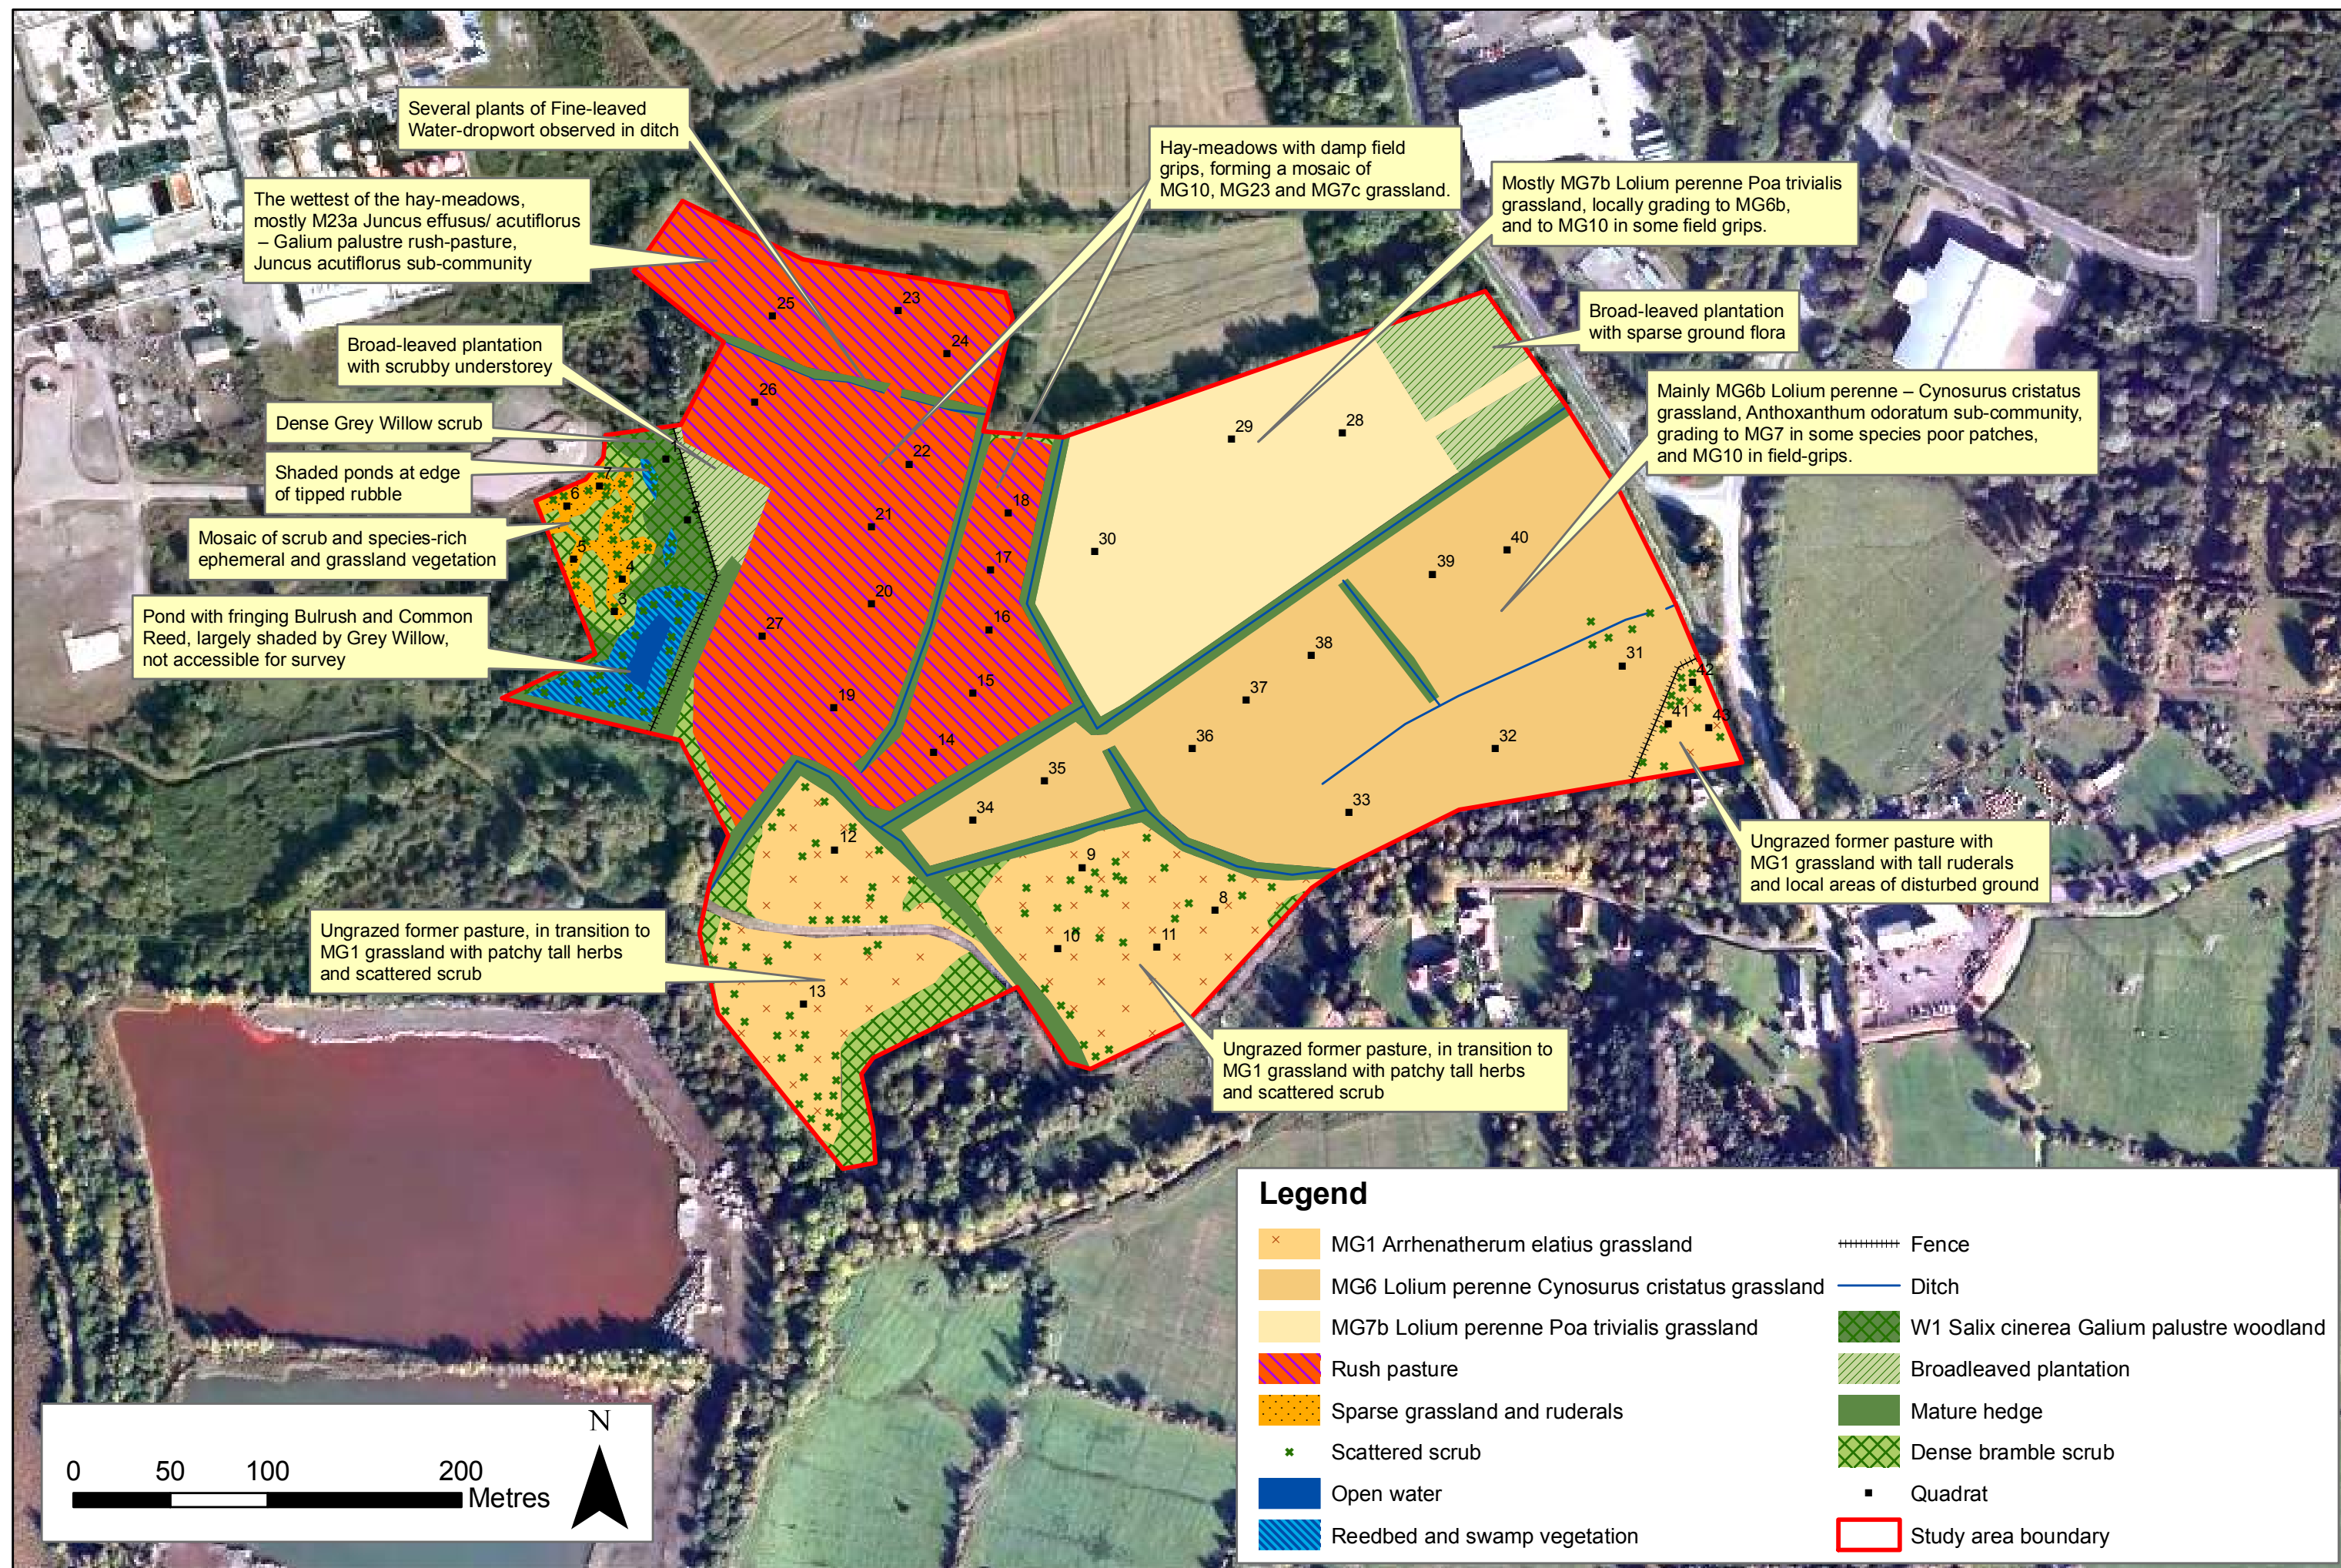 Several plants of Fine-leaved
Water-dropwort observed in ditch
The wettest of the hay-meadows,
mostly M23a Juncus effusus/ acutiflorus
– Galium palustre rush-pasture,
Juncus acutiflorus sub-community
Broad-leaved plantation
with scrubby understorey
Dense Grey Willow scrub
Shaded ponds at edge
of tipped rubble
Mosaic of scrub and species-rich
ephemeral and grassland vegetation
Pond with fringing Bulrush and Common
Reed, largely shaded by Grey Willow,
not accessible for survey
Hay-meadows with damp field
grips, forming a mosaic of
MG10, MG23 and MG7c grassland.
Mostly MG7b Lolium perenne Poa trivialis
grassland, locally grading to MG6b,
and to MG10 in some field grips.
Broad-leaved plantation
with sparse ground flora
Mainly MG6b Lolium perenne – Cynosurus cristatus
grassland, Anthoxanthum odoratum sub-community,
grading to MG7 in some species poor patches,
and MG10 in field-grips.
Ungrazed former pasture with
MG1 grassland with tall ruderals
and local areas of disturbed ground
Ungrazed former pasture, in transition to
MG1 grassland with patchy tall herbs
and scattered scrub
Ungrazed former pasture, in transition to
MG1 grassland with patchy tall herbs
and scattered scrub
25
23
24
26
22
29
28
18
21
30
17
20
16
27
15
19
14
1
2
7
6
5
4
3
40
39
38
37
36
35
34
33
32
31
42
41
43
12
9
8
10
11
13
Legend
MG1 Arrhenatherum elatius grassland
MG6 Lolium perenne Cynosurus cristatus grassland
MG7b Lolium perenne Poa trivialis grassland
Rush pasture
Sparse grassland and ruderals
Scattered scrub
Open water
Reedbed and swamp vegetation
Fence
Ditch
W1 Salix cinerea Galium palustre woodland
Broadleaved plantation
Mature hedge
Dense bramble scrub
Quadrat
Study area boundary
N
0 50 100 200
Metres